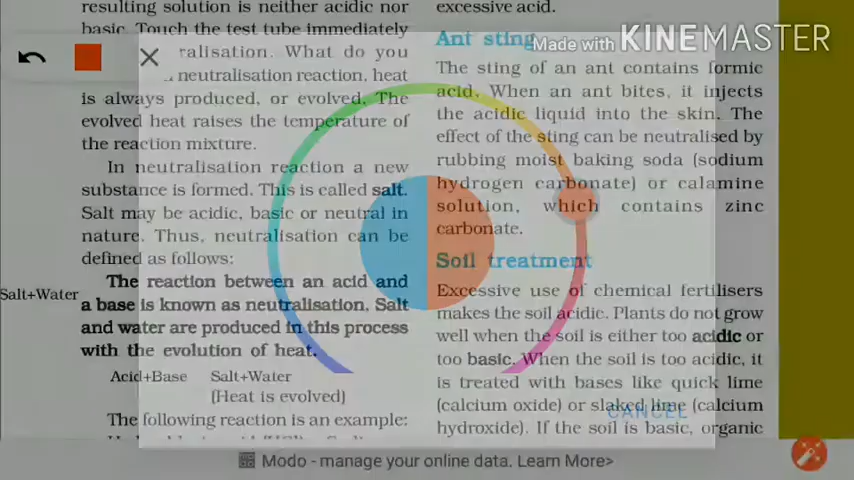 resulting solution is neither acidic nor
basic. Touch the test tube immediately
ralisation. What do you
neutralisation reaction, heat
is always produced, or evolved. The
evolved heat raises the temperature of
the reaction mixture.
In neutralisation reaction a new
substance is formed. This is called salt.
Salt may be acidic, basic or neutral in
nature. Thus, neutralisation can be
defined as follows:
The reaction between an acid and
a base is known as neutralisation. Salt
and water are produced in this process
with the evolution of heat.
Salt+Water
Acid+Base Salt+Water
(Heat is evolved)
The following reaction is an example:
excessive acid.
Ant sting
The sting of an ant contains formic
acid. When an ant bites, it injects
the acidic liquid into the skin. The
effect of the sting can be neutralised by
rubbing moist baking soda (sodium
hydrogen carbonate) or calamine
solution, which contains zinc
carbonate.
Soil treatment
Excessive use of chemical fertilisers
makes the soil acidic. Plants do not grow
well when the soil is either too acidic or
too basic. When the soil is too acidic, it
is treated with bases like quick lime
(calcium oxide) or slaked lime (calcium
hydroxide). If the soil is basic, organic
Made with KINEMASTER
CANCEL
Modo - manage your online data. Learn More>